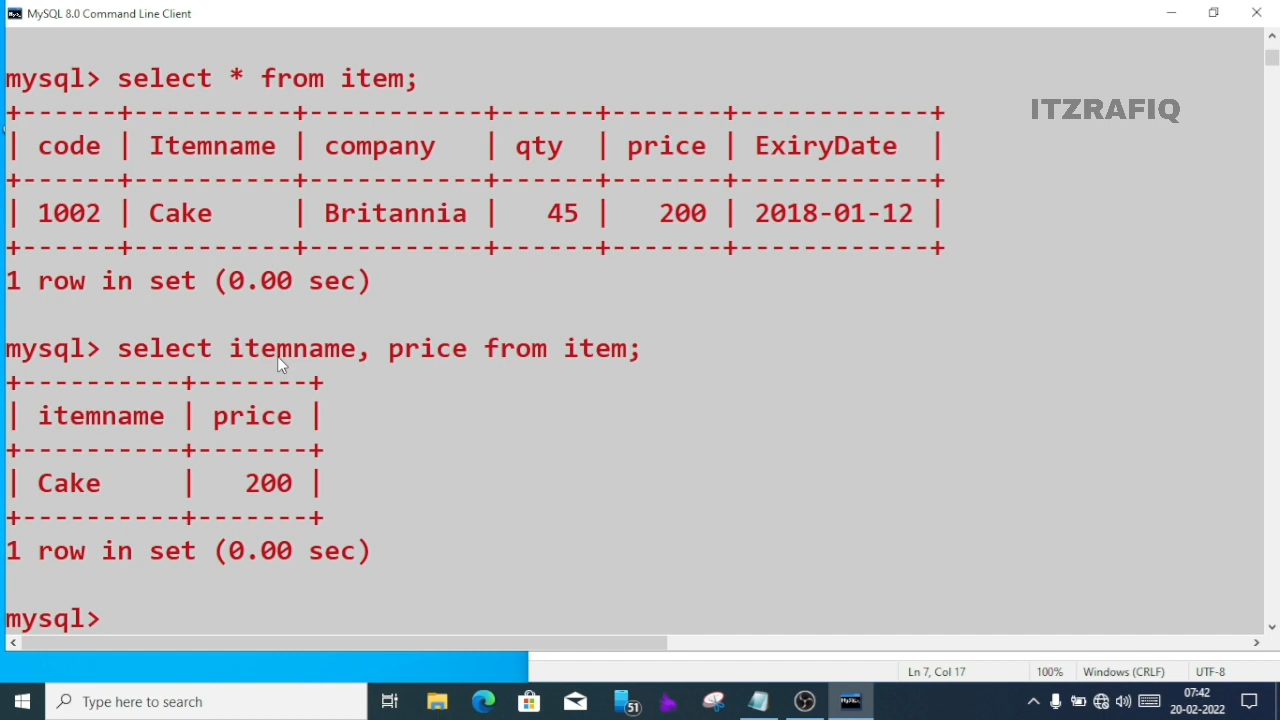 MySQL 8.0 Command Line Client
mysql> select * from item;
+------+----------+-----------+------+-------+------------+
| code | Itemname | company   | qty  | price | ExiryDate  |
+------+----------+-----------+------+-------+------------+
| 1002 | Cake     | Britannia |   45 |   200 | 2018-01-12 |
+------+----------+-----------+------+-------+------------+
1 row in set (0.00 sec)
ITZRAFIQ
mysql> select itemname, price from item;
+----------+-------+
| itemname | price |
+----------+-------+
| Cake     |   200 |
+----------+-------+
1 row in set (0.00 sec)
mysql>
Ln 7, Col 17 100% Windows (CRLF) UTF-8
Type here to search
51
07:42
20-02-2022